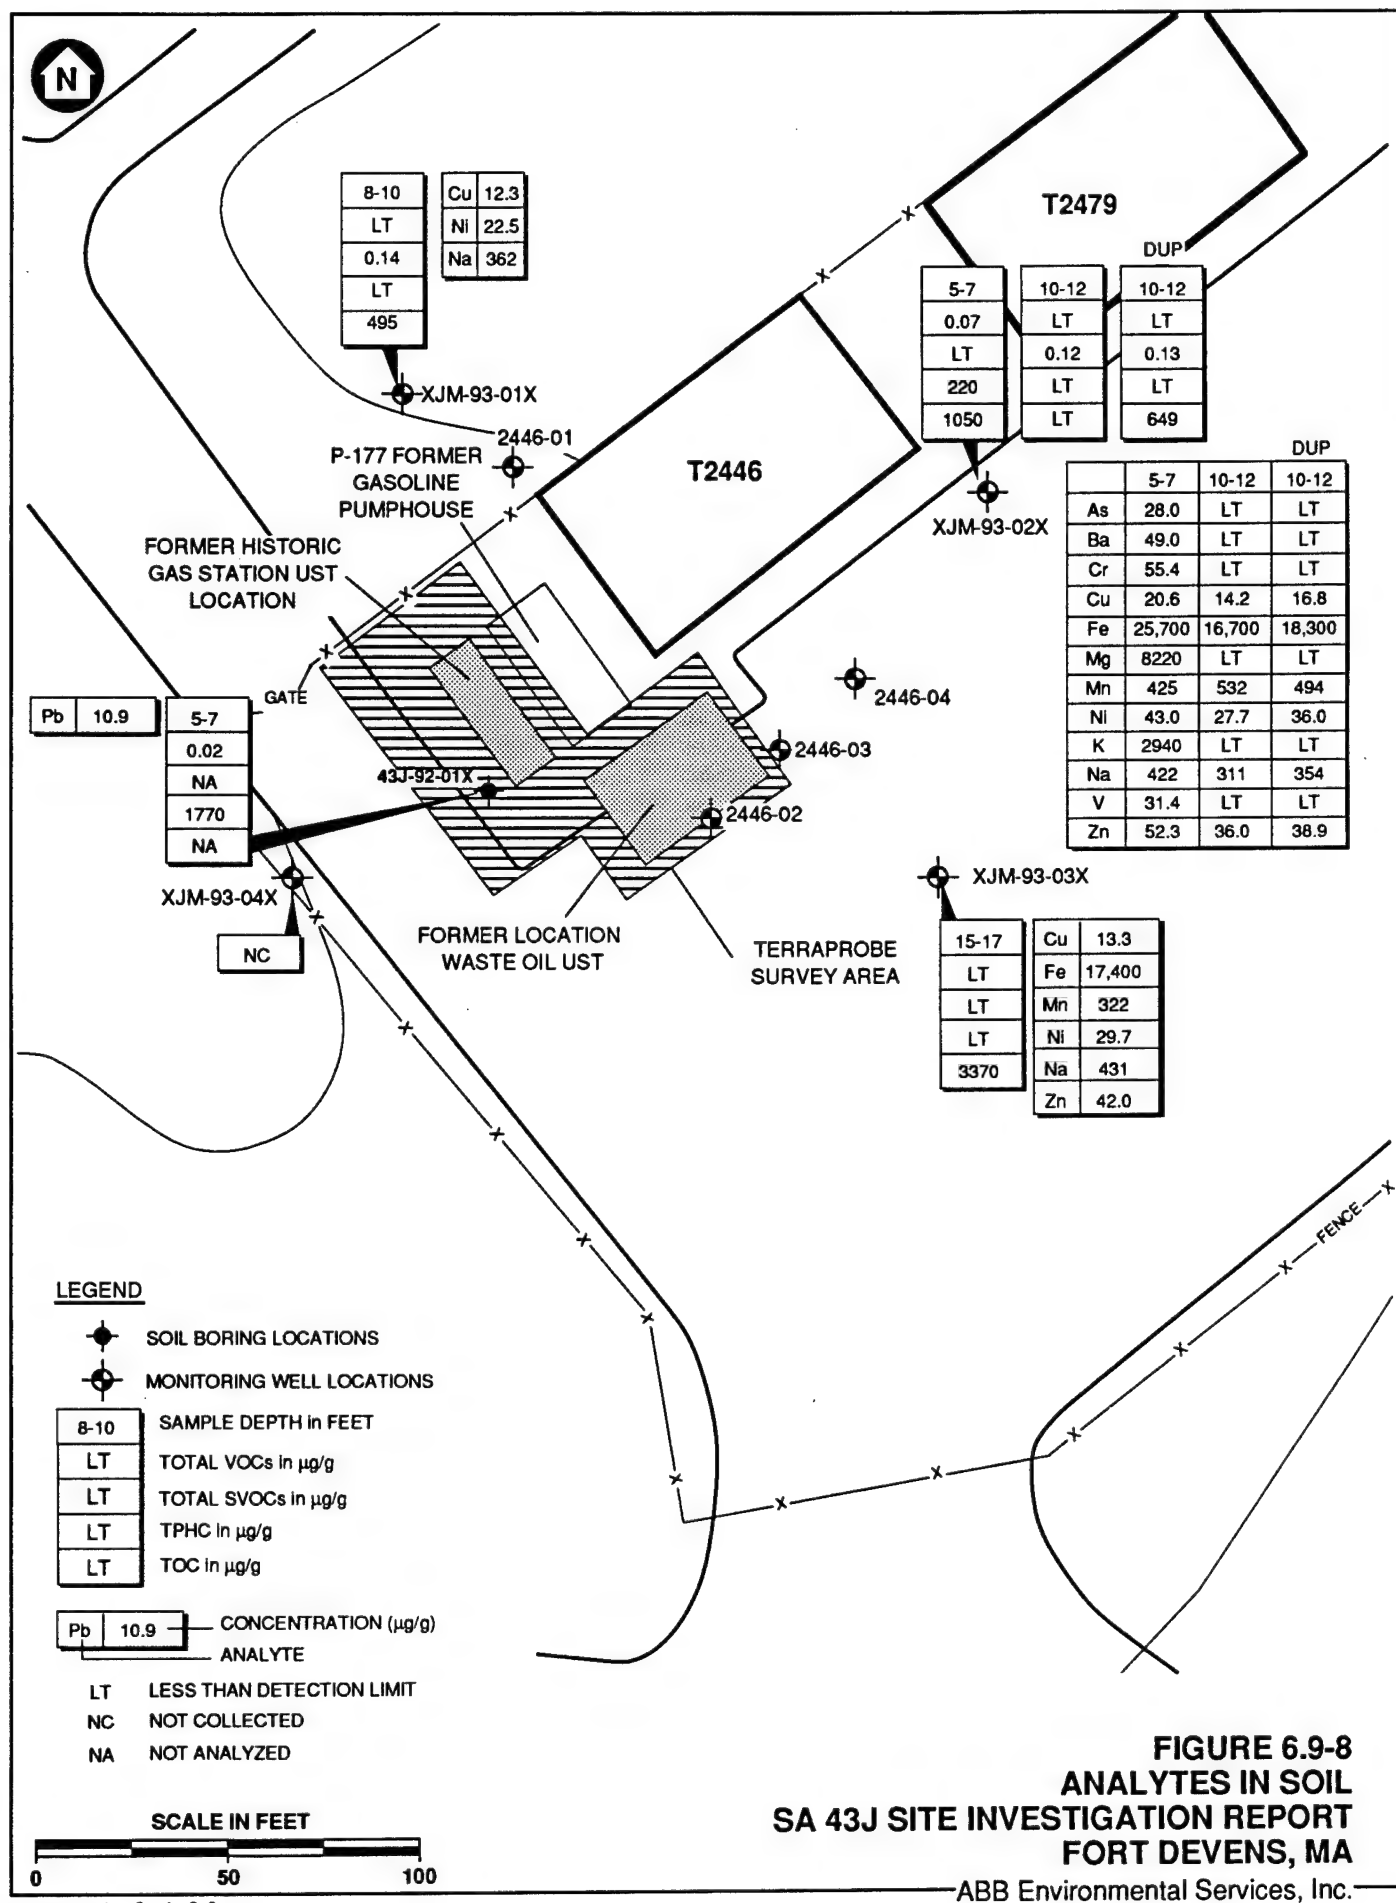 N
8-10
LT
0.14
LT
495
Cu 12.3
Ni 22.5
Na 362
XJM-93-01X
T2479
DUP
5-7 10-12 10-12
0.07 LT LT
LT 0.12 0.13
220 LT LT
1050 LT 649
XJM-93-02X
2446-01
P-177 FORMER
GASOLINE
PUMPHOUSE
T2446
FORMER HISTORIC
GAS STATION UST
LOCATION
DUP
5-7 10-12 10-12
As 28.0 LT LT
Ba 49.0 LT LT
Cr 55.4 LT LT
Cu 20.6 14.2 16.8
Fe 25,700 16,700 18,300
Mg 8220 LT LT
Mn 425 532 494
Ni 43.0 27.7 36.0
K 2940 LT LT
Na 422 311 354
V 31.4 LT LT
Zn 52.3 36.0 38.9
GATE
Pb 10.9
5-7
0.02
NA
1770
NA
43J-92-01X
2446-04
2446-03
2446-02
XJM-93-04X
NC
FORMER LOCATION
WASTE OIL UST
TERRAPROBE
SURVEY AREA
XJM-93-03X
15-17
LT
LT
LT
3370
Cu 13.3
Fe 17,400
Mn 322
Ni 29.7
Na 431
Zn 42.0
FENCE
LEGEND
SOIL BORING LOCATIONS
MONITORING WELL LOCATIONS
8-10 SAMPLE DEPTH in FEET
LT TOTAL VOCs in µg/g
LT TOTAL SVOCs in µg/g
LT TPHC in µg/g
LT TOC in µg/g
Pb 10.9 CONCENTRATION (µg/g)
ANALYTE
LT LESS THAN DETECTION LIMIT
NC NOT COLLECTED
NA NOT ANALYZED
SCALE IN FEET
0 50 100
FIGURE 6.9-8
ANALYTES IN SOIL
SA 43J SITE INVESTIGATION REPORT
FORT DEVENS, MA
ABB Environmental Services, Inc.